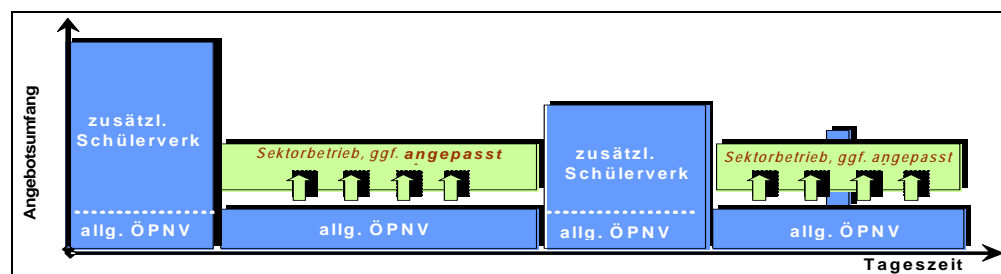 Angebotsumfang
zusätzl.
Schülerverk
allg. ÖPNV
Sektorbetrieb, ggf. angepasst
allg. ÖPNV
zusätzl.
Schülerverk
allg. ÖPNV
Sektorbetrieb, ggf. angepasst
allg. ÖPNV
Tageszeit